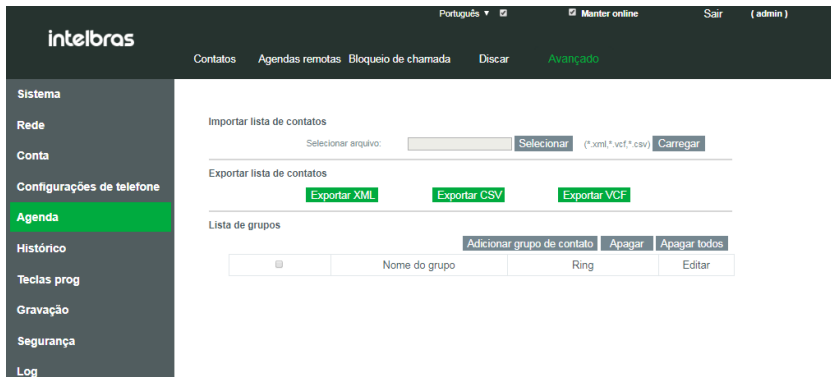 Português ▼ Manter online Sair ( admin )
intelbras
Contatos Agendas remotas Bloqueio de chamada Discar Avançado
Sistema
Rede
Conta
Configurações de telefone
Agenda
Histórico
Teclas prog
Gravação
Segurança
Log
Importar lista de contatos
Selecionar arquivo: Selecionar (*.xml,*.vcf,*.csv) Carregar
Exportar lista de contatos
Exportar XML Exportar CSV Exportar VCF
Lista de grupos
Adicionar grupo de contato Apagar Apagar todos
Nome do grupo Ring Editar